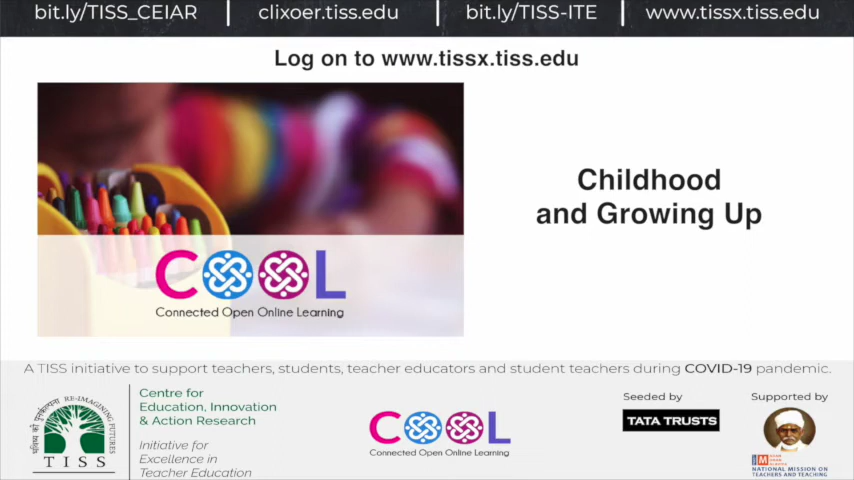 bit.ly/TISS_CEIAR | clixoer.tiss.edu | bit.ly/TISS-ITE | www.tissx.tiss.edu
Log on to www.tissx.tiss.edu
COOL
Connected Open Online Learning
Childhood
and Growing Up
A TISS initiative to support teachers, students, teacher educators and student teachers during COVID-19 pandemic.
RE-IMAGINING FUTURES
TISS
Centre for
Education, Innovation
& Action Research
Initiative for
Excellence in
Teacher Education
COOL
Connected Open Online Learning
Seeded by
TATA TRUSTS
Supported by
NATIONAL MISSION ON
TEACHERS AND TEACHING